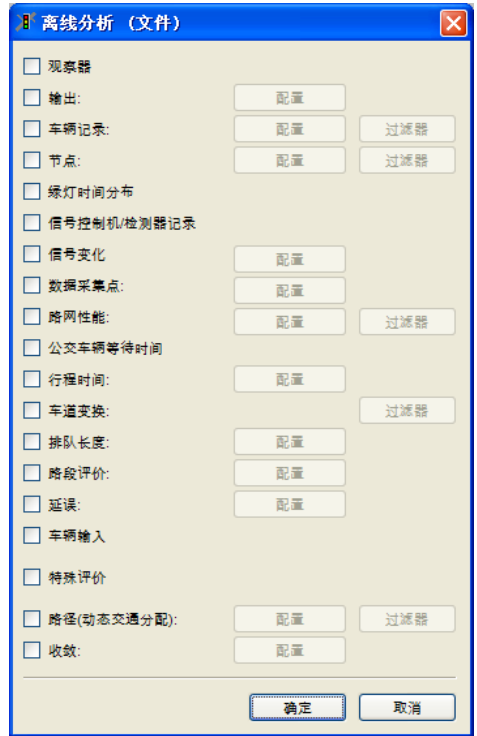 离线分析 （文件）
观察器
输出: 配置
车辆记录: 配置 过滤器
节点: 配置 过滤器
绿灯时间分布
信号控制机/检测器记录
信号变化 配置
数据采集点: 配置
路网性能: 配置 过滤器
公交车辆等待时间
行程时间: 配置
车道变换: 过滤器
排队长度: 配置
路段评价: 配置
延误: 配置
车辆输入
特殊评价
路径(动态交通分配): 配置 过滤器
收敛: 配置
确定 取消